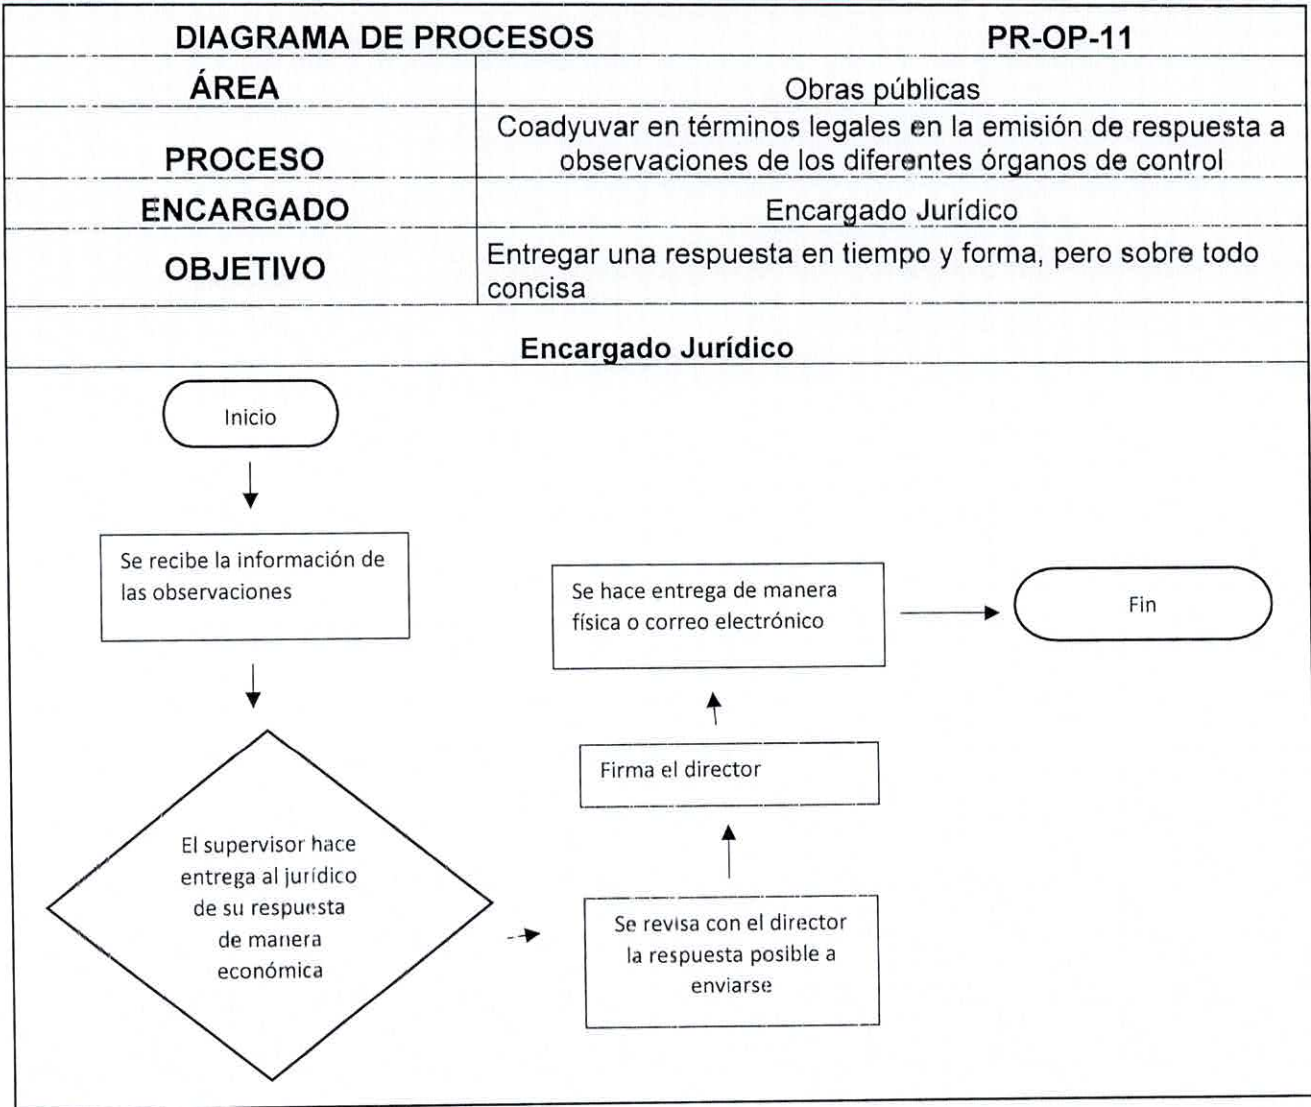 DIAGRAMA DE PROCESOS PR-OP-11
ÁREA
Obras públicas
PROCESO
Coadyuvar en términos legales en la emisión de respuesta a
observaciones de los diferentes órganos de control
ENCARGADO
Encargado Jurídico
OBJETIVO
Entregar una respuesta en tiempo y forma, pero sobre todo
concisa
Encargado Jurídico
Inicio
Se recibe la información de
las observaciones
El supervisor hace
entrega al jurídico
de su respuesta
de manera
económica
Se revisa con el director
la respuesta posible a
enviarse
Firma el director
Se hace entrega de manera
física o correo electrónico
Fin